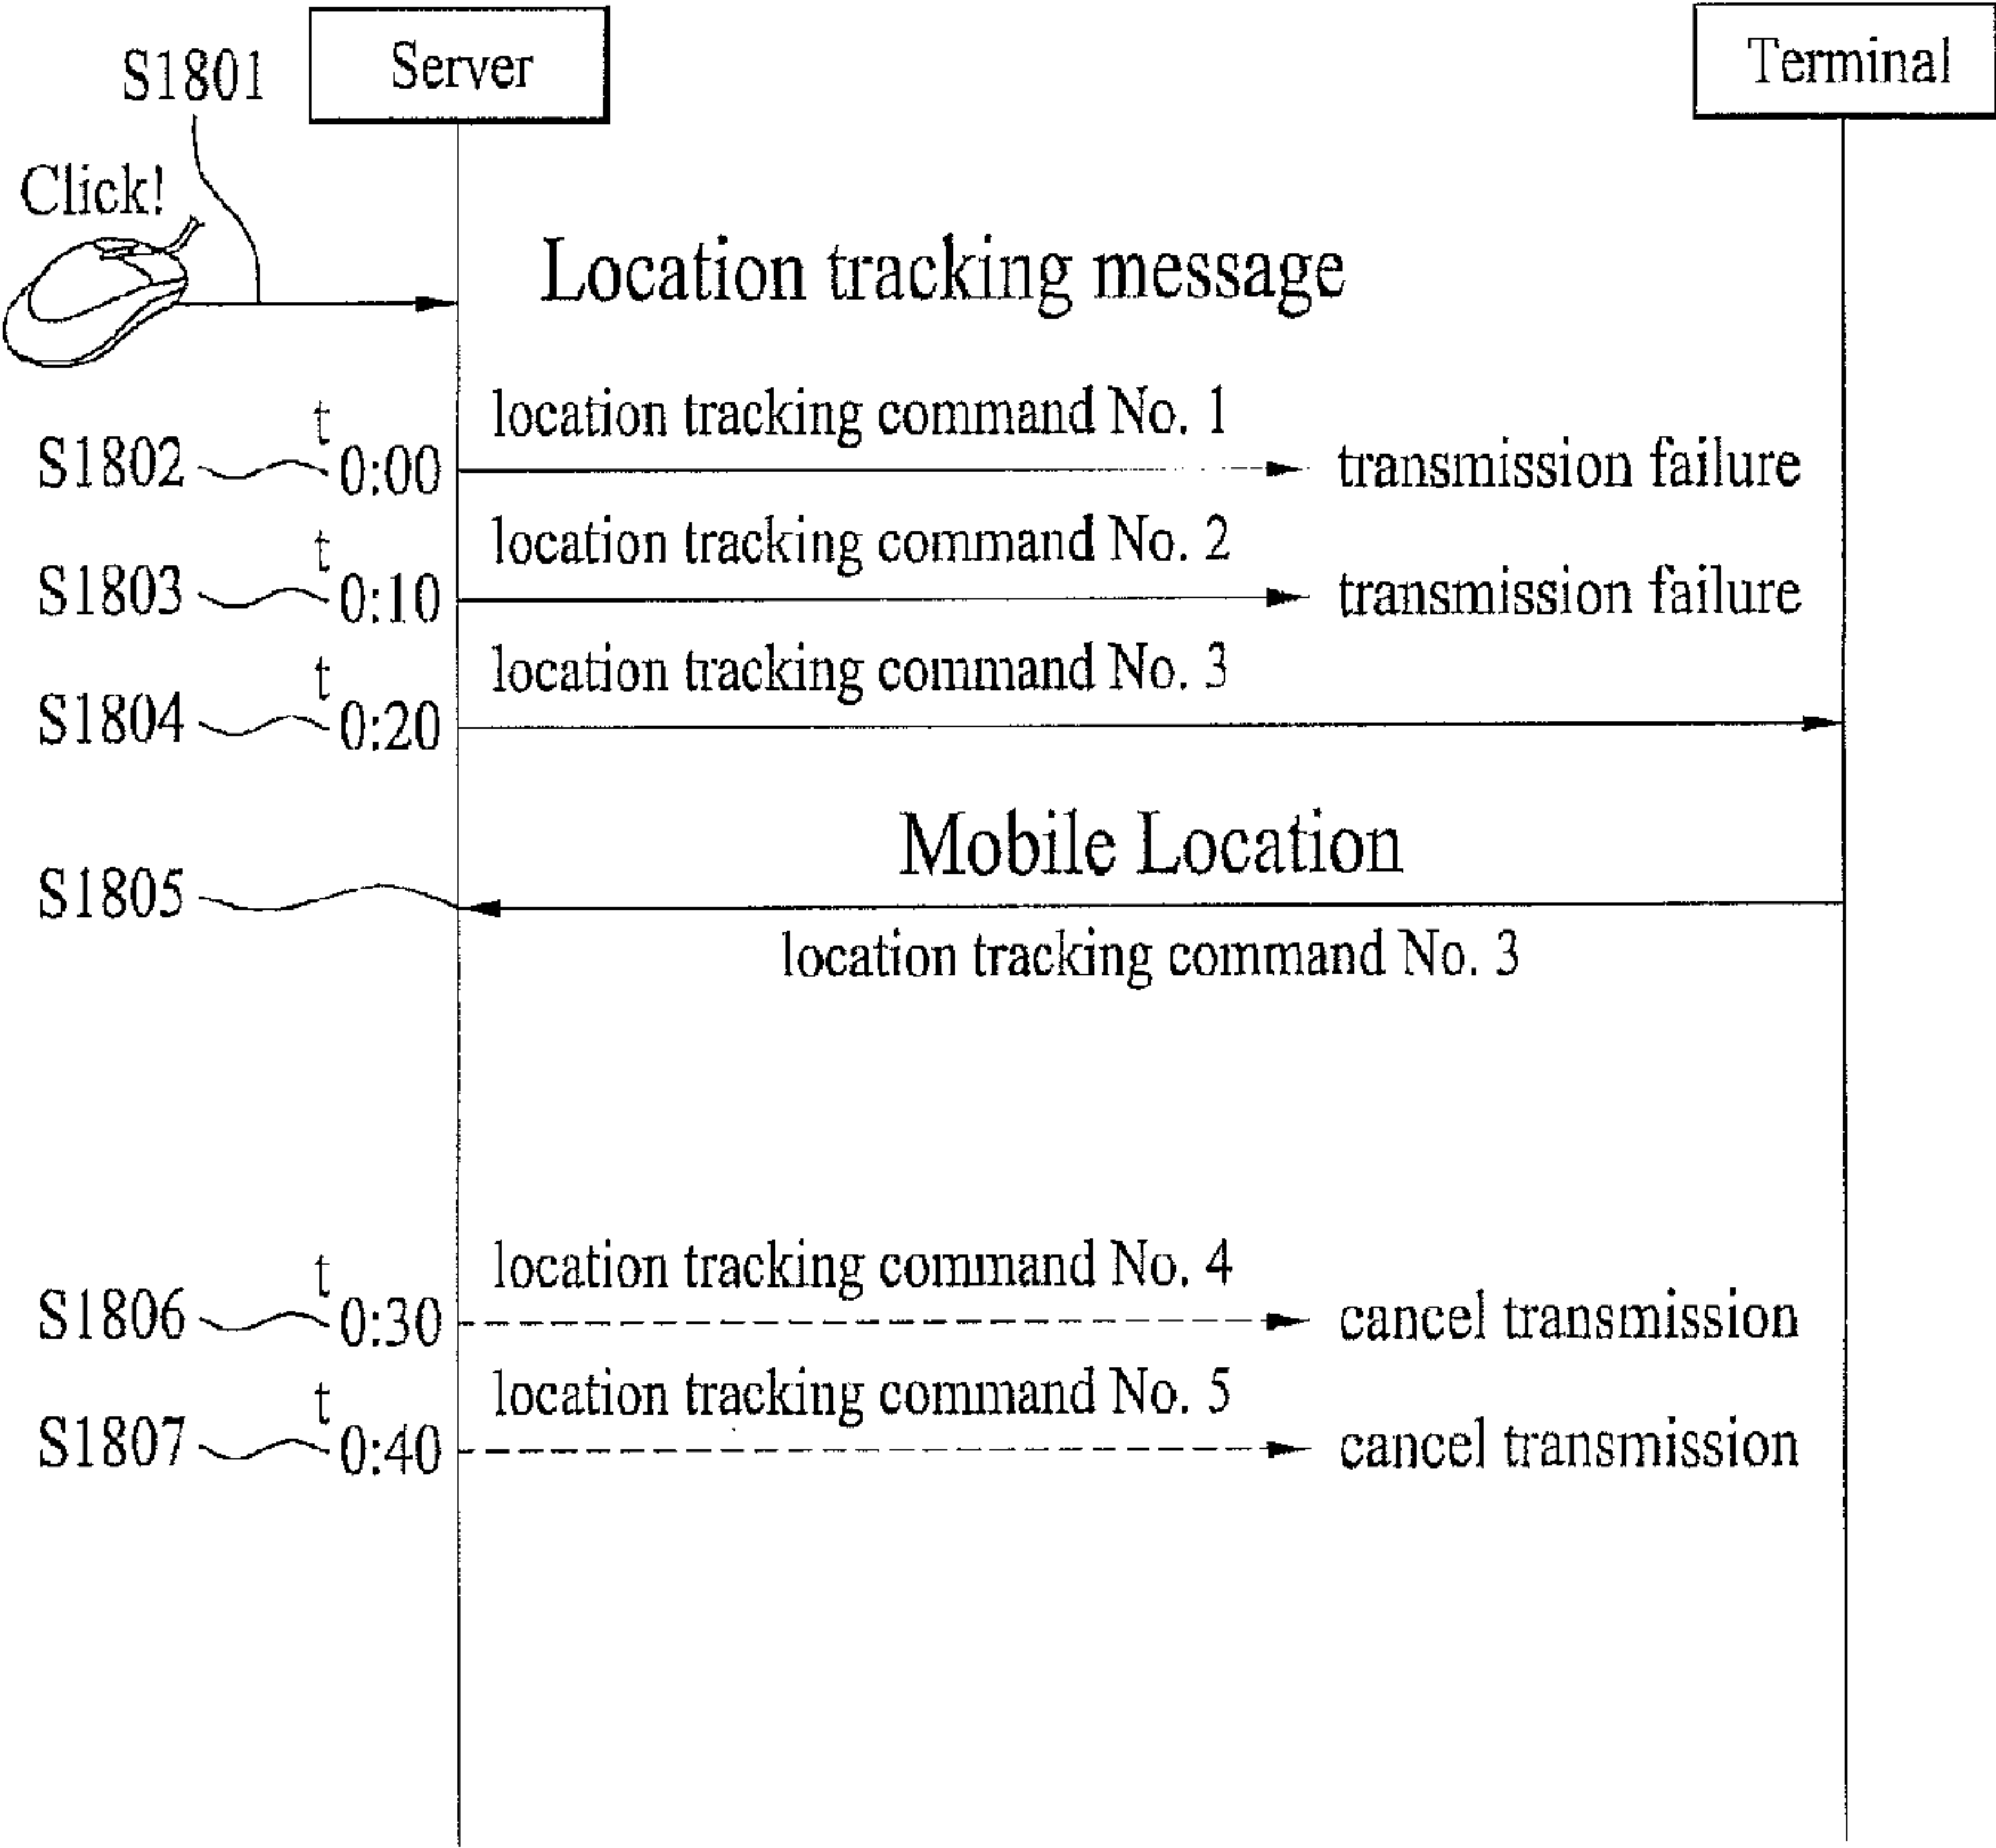 Server
Terminal
S1801
Click!
Location tracking message
location tracking command No. 1
t
S1802
0:00
transmission failure
location tracking command No. 2
t
S1803
0:10
transmission failure
location tracking command No. 3
t
S1804
0:20
Mobile Location
S1805
location tracking command No. 3
location tracking command No. 4
t
S1806
0:30
cancel transmission
location tracking command No. 5
t
S1807
0:40
cancel transmission